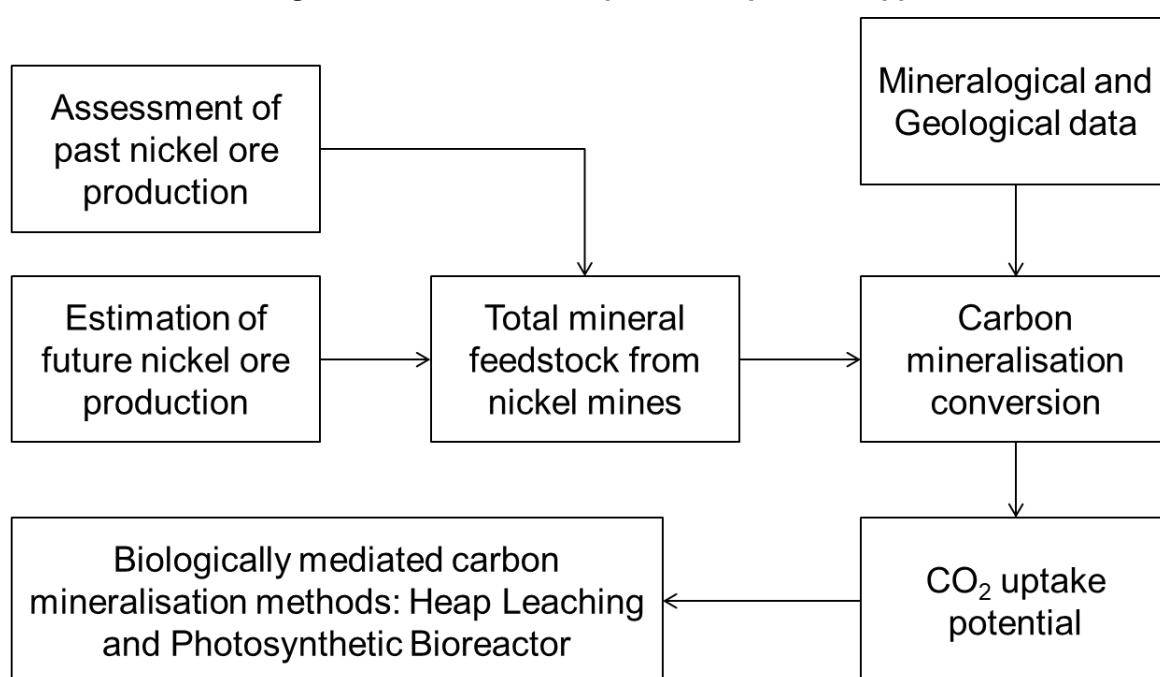 Assessment of
past nickel ore
production
Mineralogical and
Geological data
Estimation of
future nickel ore
production
Total mineral
feedstock from
nickel mines
Carbon
mineralisation
conversion
Biologically mediated carbon
mineralisation methods: Heap Leaching
and Photosynthetic Bioreactor
CO₂ uptake
potential